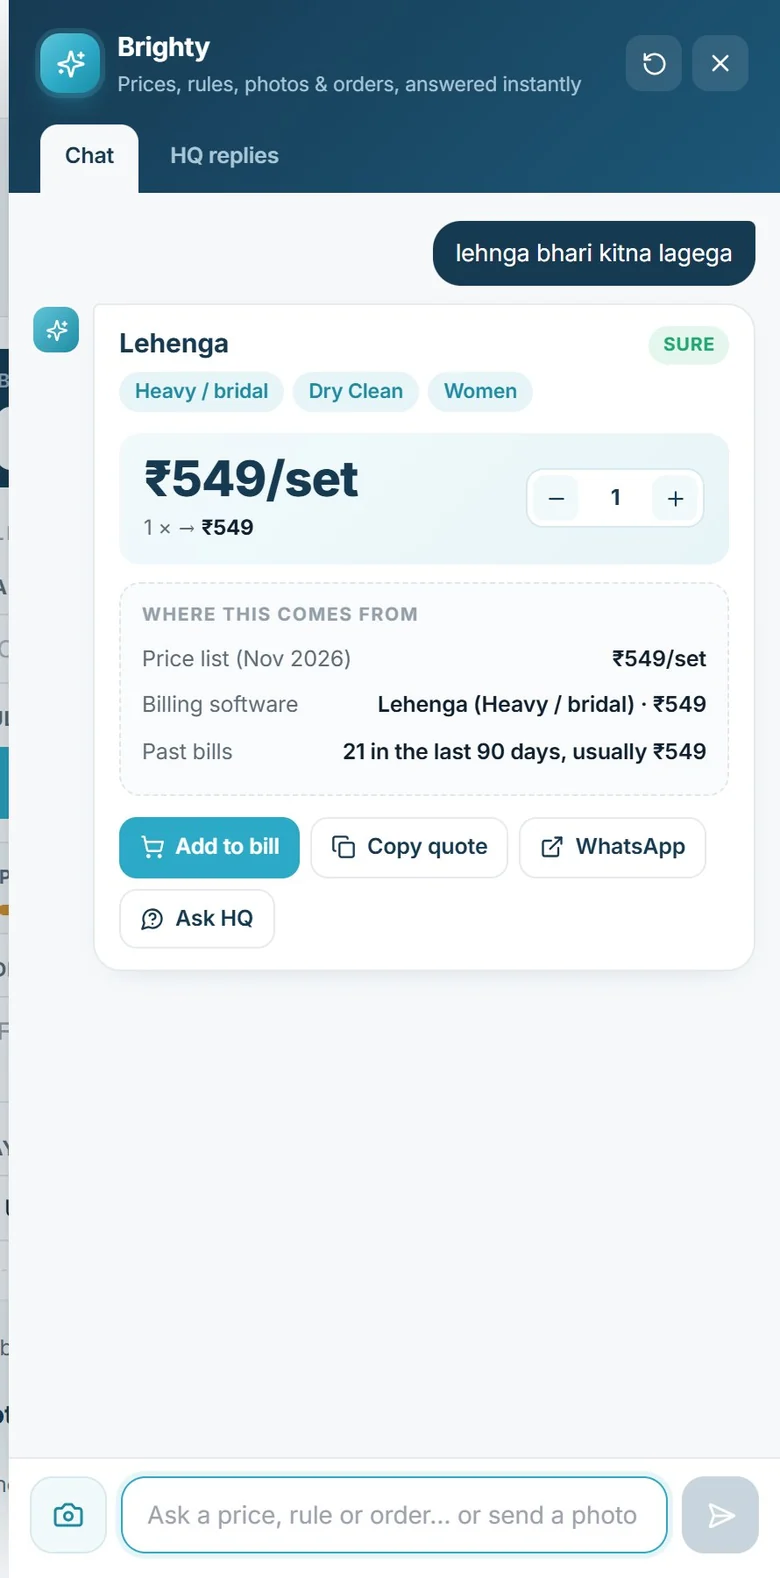 Brighty
Prices, rules, photos & orders, answered instantly
Chat
HQ replies
lehnga bhari kitna lagega
Lehenga
SURE
Heavy / bridal
Dry Clean
Women
₹549/set
1 × → ₹549
− 1 +
WHERE THIS COMES FROM
Price list (Nov 2026) ₹549/set
Billing software Lehenga (Heavy / bridal) · ₹549
Past bills 21 in the last 90 days, usually ₹549
Add to bill
Copy quote
WhatsApp
Ask HQ
Ask a price, rule or order... or send a photo